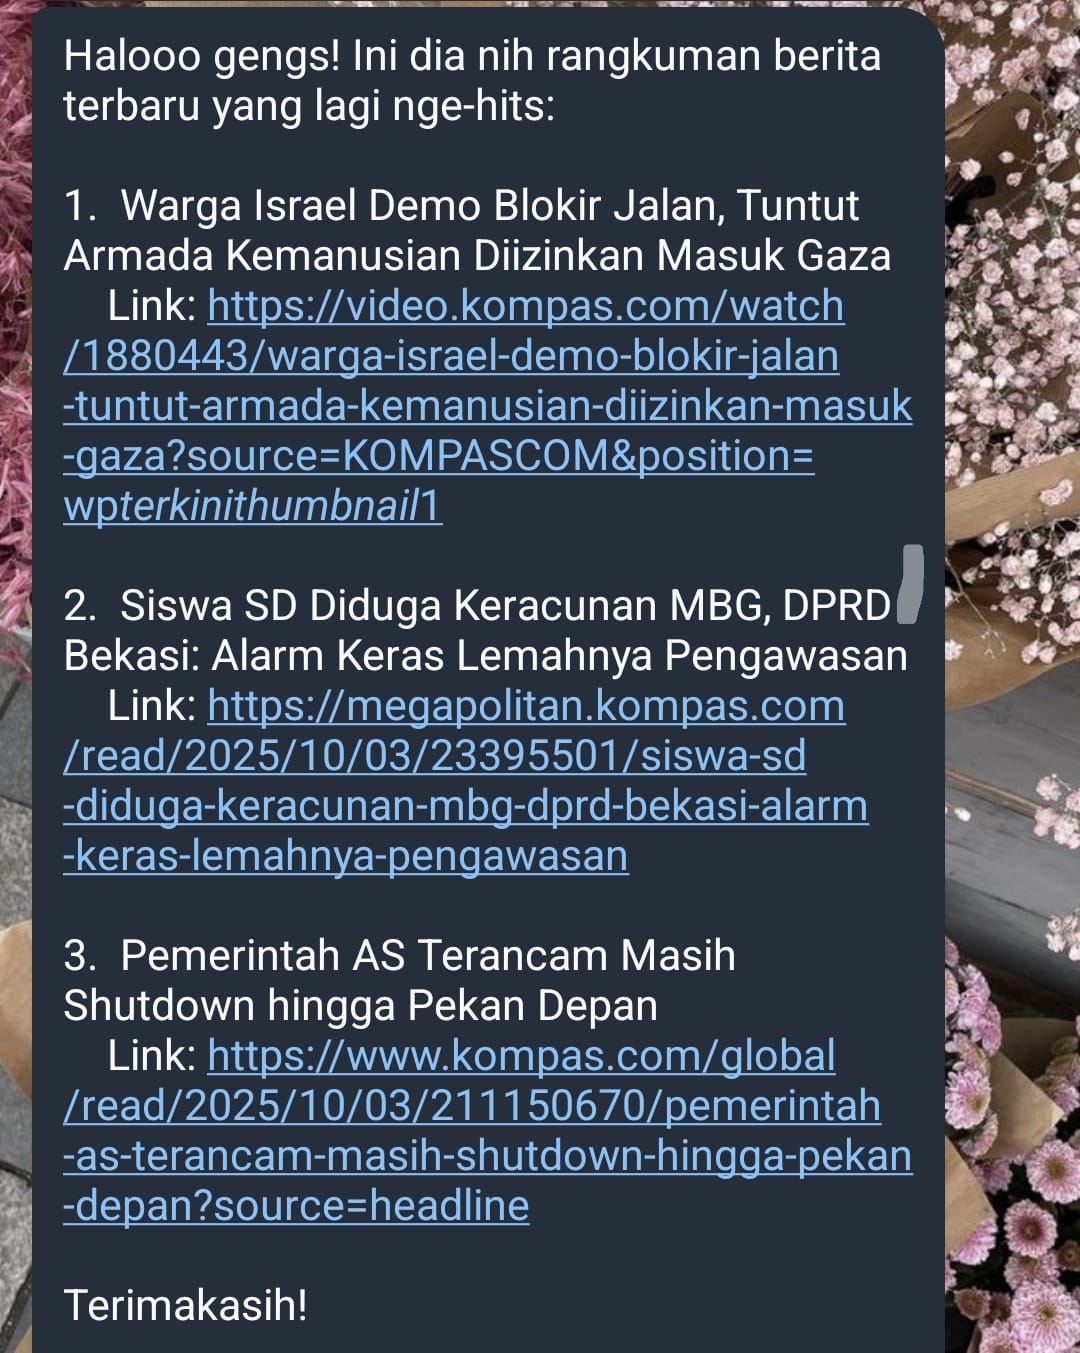 Halooo gengs! Ini dia nih rangkuman berita
terbaru yang lagi nge-hits:
1. Warga Israel Demo Blokir Jalan, Tuntut
Armada Kemanusian Diizinkan Masuk Gaza
Link: https://video.kompas.com/watch
/1880443/warga-israel-demo-blokir-jalan
-tuntut-armada-kemanusian-diizinkan-masuk
-gaza?source=KOMPASCOM&position=
wpterkinithumbnail1
2. Siswa SD Diduga Keracunan MBG, DPRD
Bekasi: Alarm Keras Lemahnya Pengawasan
Link: https://megapolitan.kompas.com
/read/2025/10/03/23395501/siswa-sd
-diduga-keracunan-mbg-dprd-bekasi-alarm
-keras-lemahnya-pengawasan
3. Pemerintah AS Terancam Masih
Shutdown hingga Pekan Depan
Link: https://www.kompas.com/global
/read/2025/10/03/211150670/pemerintah
-as-terancam-masih-shutdown-hingga-pekan
-depan?source=headline
Terimakasih!